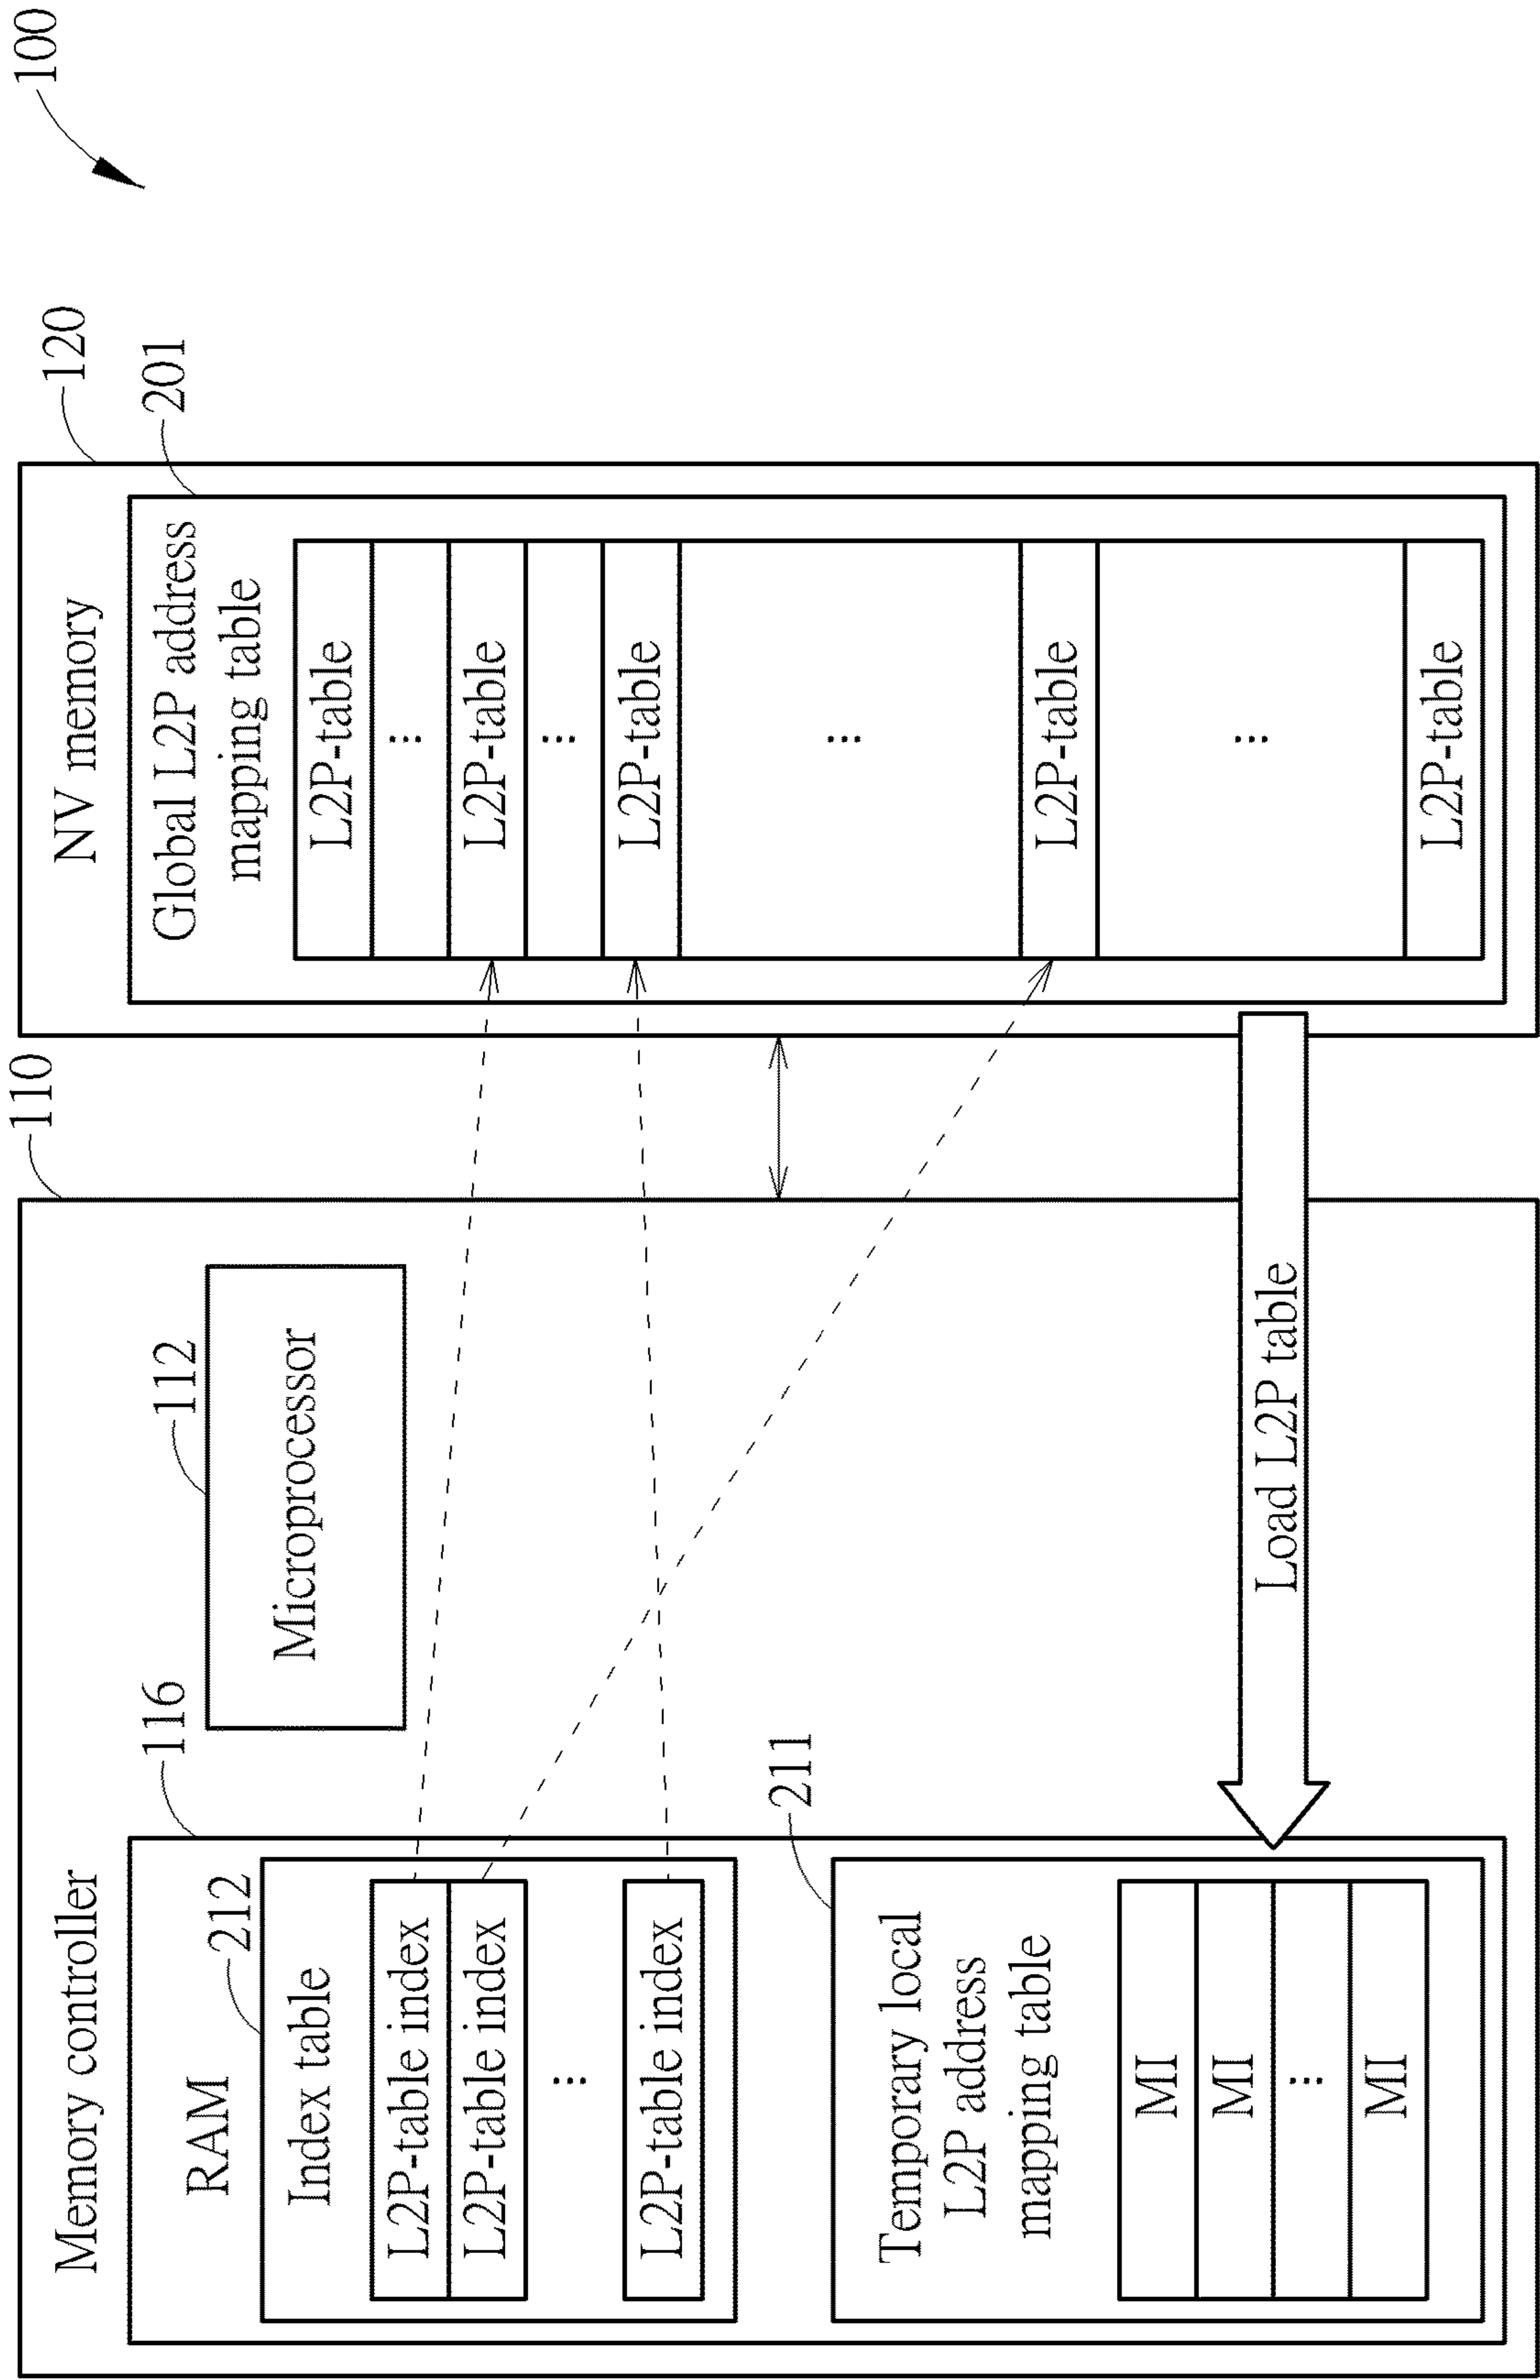 100
110
120
Memory controller
NV memory
116
112
201
RAM
212
Index table
L2P-table index
L2P-table index
...
L2P-table index
Microprocessor
211
Temporary local
L2P address
mapping table
MI
MI
...
MI
Load L2P table
Global L2P address
mapping table
L2P-table
...
L2P-table
...
L2P-table
...
L2P-table
...
L2P-table